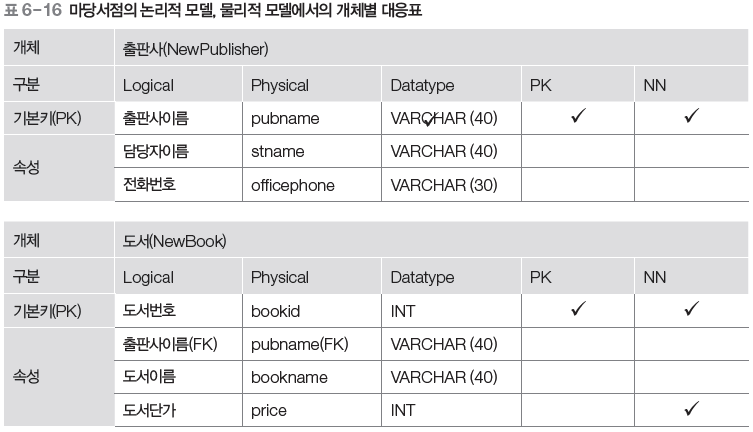 표 6-16 마당서점의 논리적 모델, 물리적 모델에서의 개체별 대응표
개체 출판사(NewPublisher)
구분 Logical Physical Datatype PK NN
기본키(PK) 출판사이름 pubname VARCHAR (40) ✓ ✓
속성 담당자이름 stname VARCHAR (40)
전화번호 officephone VARCHAR (30)
개체 도서(NewBook)
구분 Logical Physical Datatype PK NN
기본키(PK) 도서번호 bookid INT ✓ ✓
속성 출판사이름(FK) pubname(FK) VARCHAR (40)
도서이름 bookname VARCHAR (40)
도서단가 price INT ✓